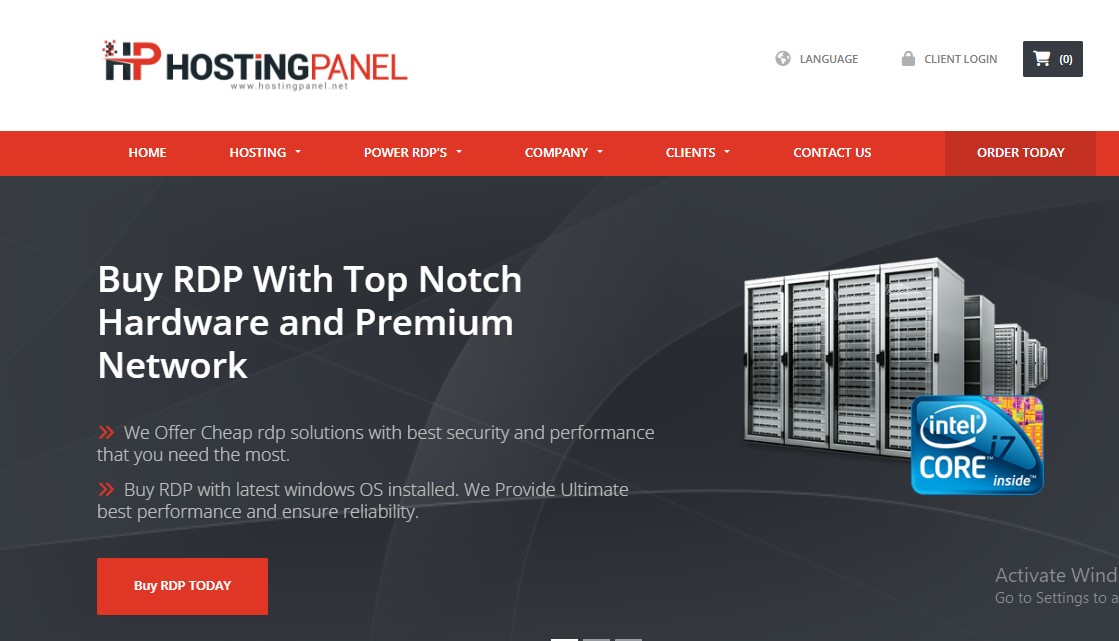 HP HOSTiNGPANEL
www.hostingpanel.net
LANGUAGE
CLIENT LOGIN
(0)
HOME
HOSTING
POWER RDP'S
COMPANY
CLIENTS
CONTACT US
ORDER TODAY
Buy RDP With Top Notch
Hardware and Premium
Network
We Offer Cheap rdp solutions with best security and performance
that you need the most.
Buy RDP with latest windows OS installed. We Provide Ultimate
best performance and ensure reliability.
Buy RDP TODAY
intel
CORE™ i7
inside™
Activate Wind
Go to Settings to a